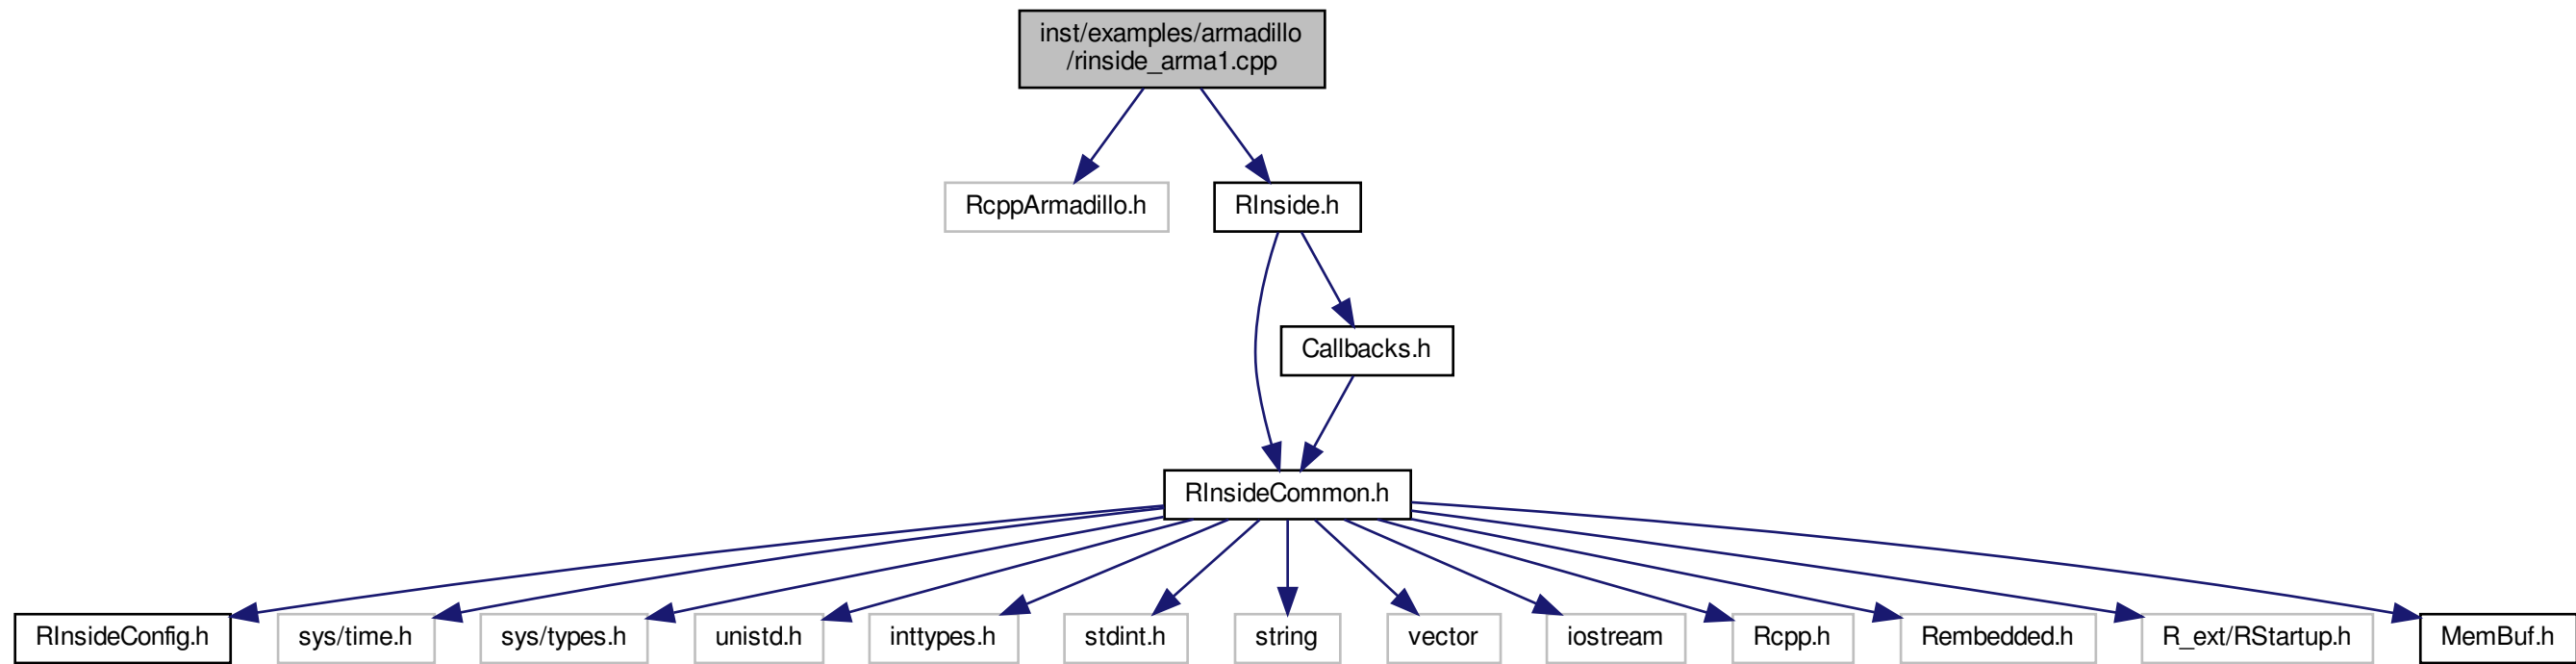 inst/examples/armadillo
/rinside_arma1.cpp
RcppArmadillo.h
RInside.h
Callbacks.h
RInsideCommon.h
RInsideConfig.h
sys/time.h
sys/types.h
unistd.h
inttypes.h
stdint.h
string
vector
iostream
Rcpp.h
Rembedded.h
R_ext/RStartup.h
MemBuf.h